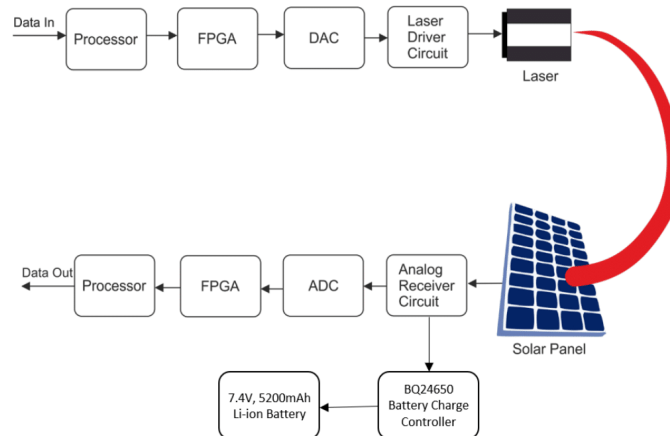 Data In
Processor
FPGA
DAC
Laser
Driver
Circuit
Laser
Data Out
Processor
FPGA
ADC
Analog
Receiver
Circuit
Solar Panel
7.4V, 5200mAh
Li-ion Battery
BQ24650
Battery Charge
Controller